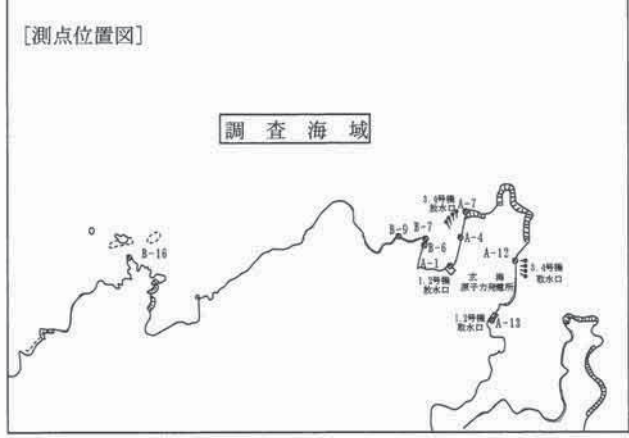 [測点位置図]
調査海域
3.4号機
放水口
A-7
B-9
B-7
B-6
A-4
A-1
1.2号機
放水口
玄海
原子力発電所
A-12
3.4号機
取水口
B-16
1.2号機
取水口
A-13